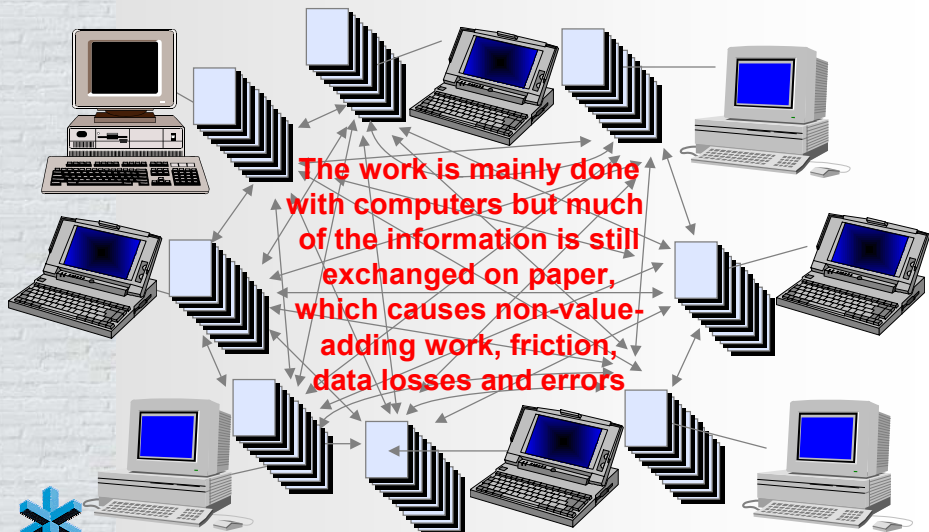 The work is mainly done
with computers but much
of the information is still
exchanged on paper,
which causes non-value-
adding work, friction,
data losses and errors